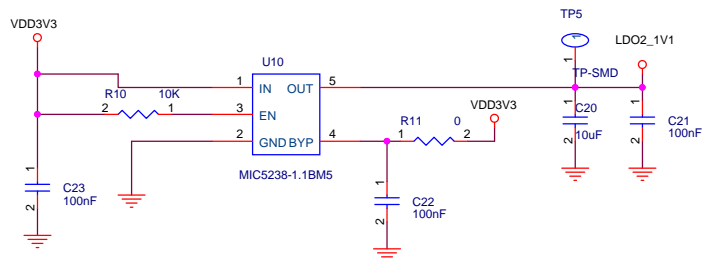 TP5
VDD3V3
LDO2_1V1
1
U10
1
IN
OUT
5
1
TP-SMD
R10
10K
2
1
3
EN
R11
0
VDD3V3
1
C20
10uF
2
1
C21
100nF
2
2
GND
BYP
4
1
2
MIC5238-1.1BM5
1
C23
100nF
2
1
C22
100nF
2